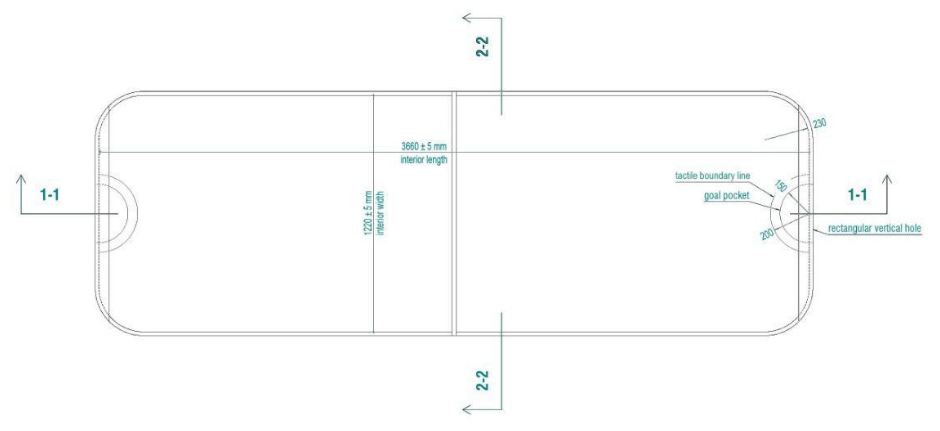 2-2
230
3660 ± 5 mm
interior length
tactile boundary line
150
1-1
1-1
goal pocket
1220 ± 5 mm
interior width
200
rectangular vertical hole
2-2